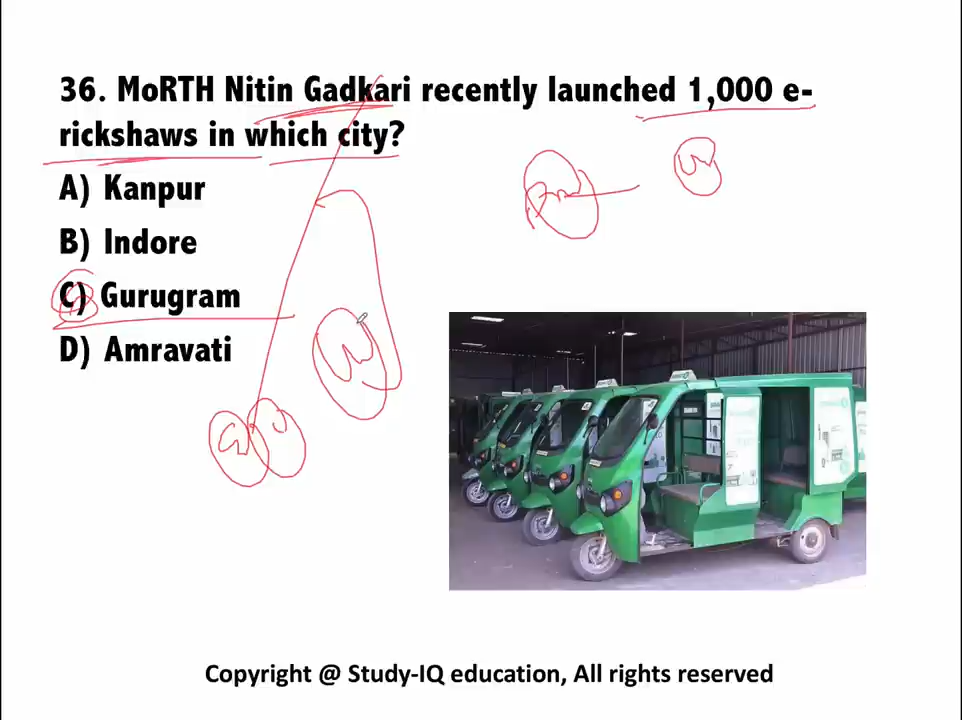 36. MoRTH Nitin Gadkari recently launched 1,000 e-
rickshaws in which city?
A) Kanpur
B) Indore
C) Gurugram
D) Amravati
Copyright @ Study-IQ education, All rights reserved